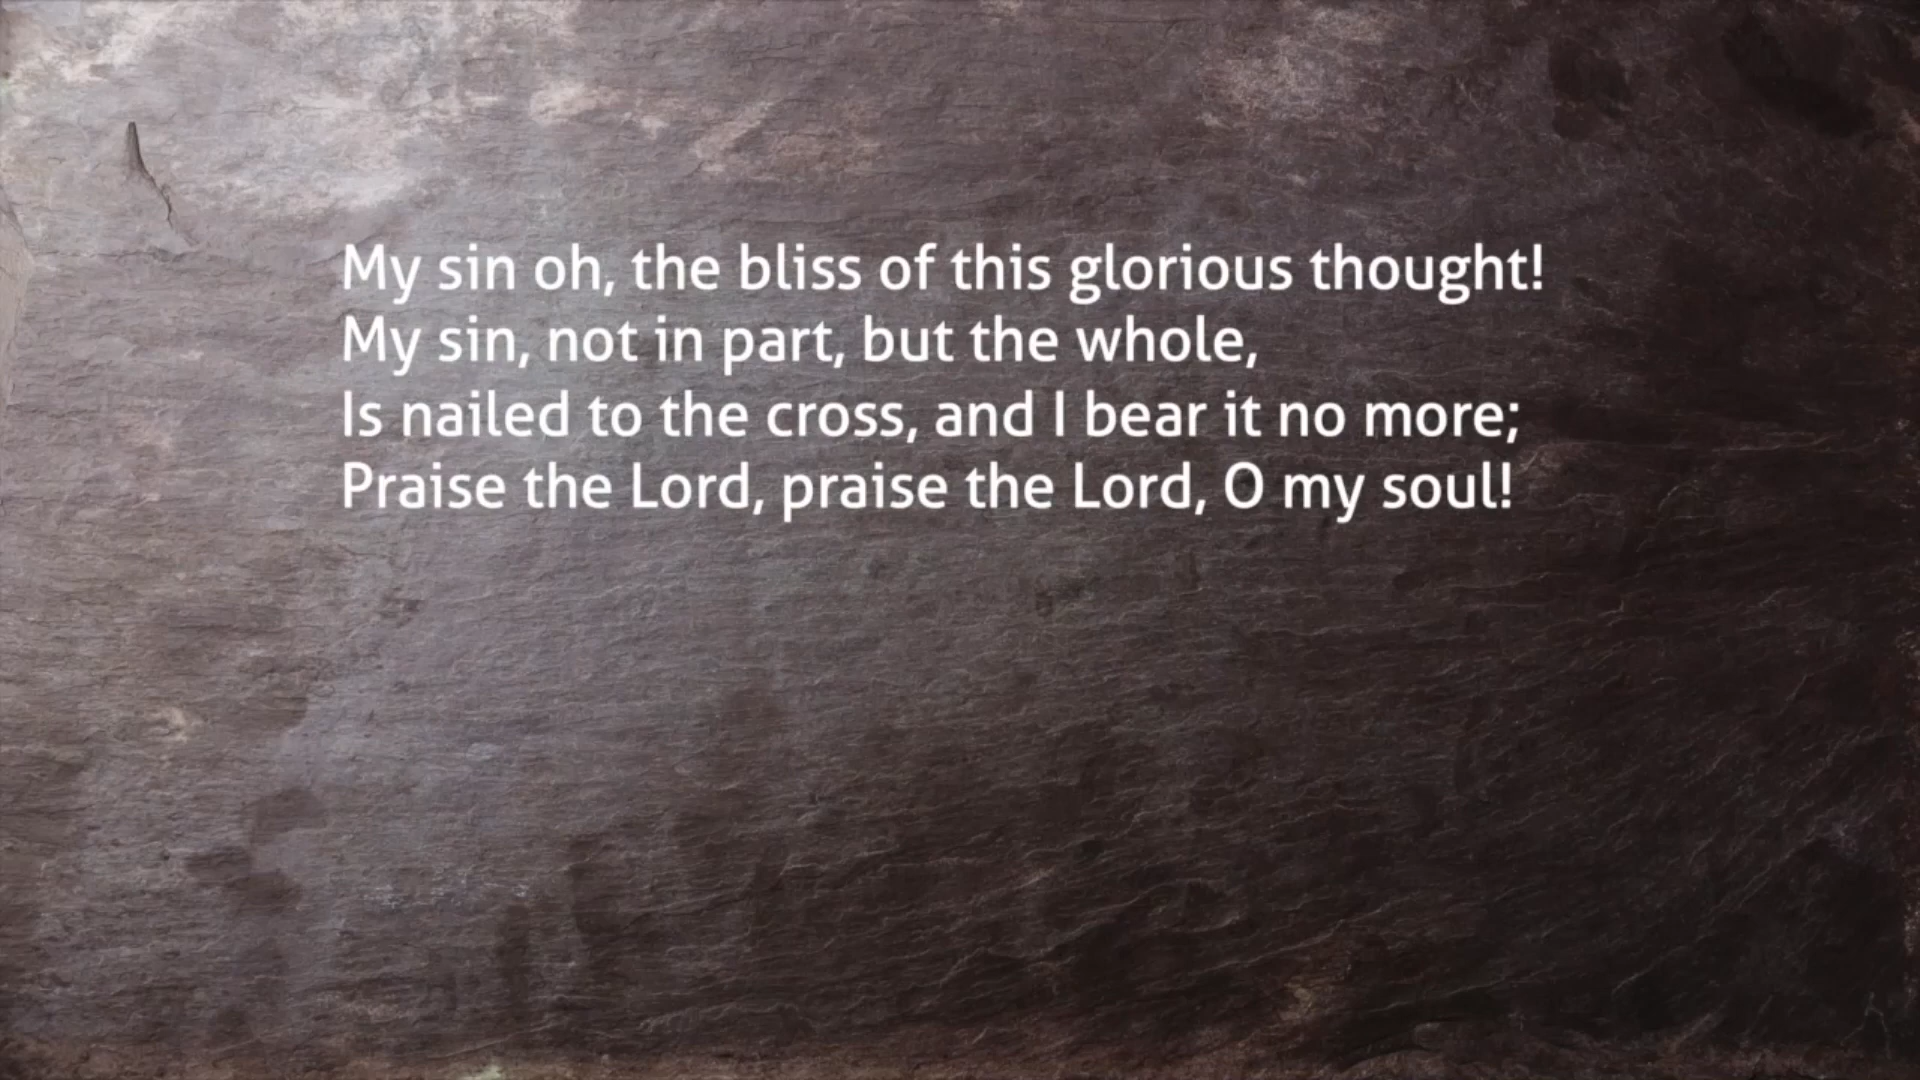 My sin oh, the bliss of this glorious thought!
My sin, not in part, but the whole,
Is nailed to the cross, and I bear it no more;
Praise the Lord, praise the Lord, O my soul!